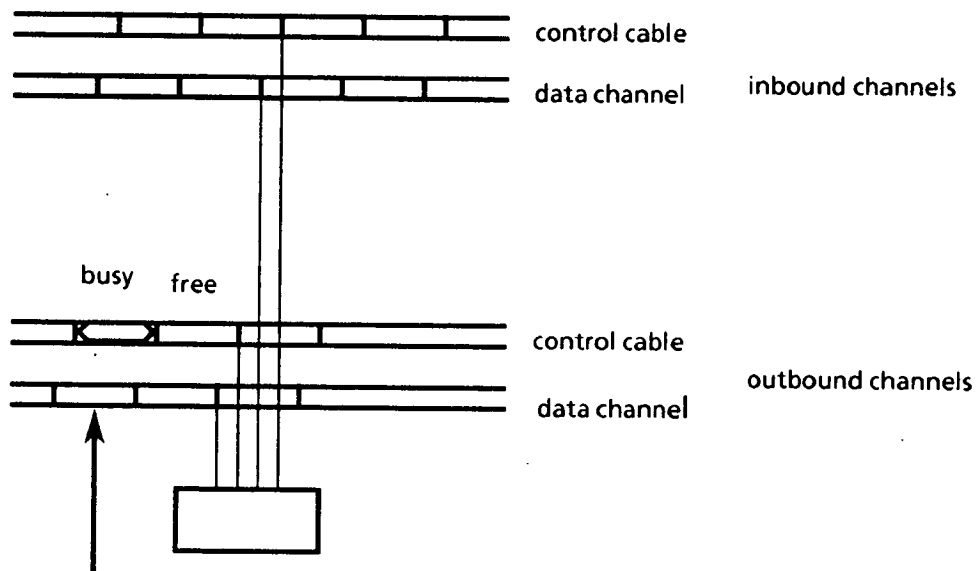 control cable
data channel
inbound channels
busy
free
control cable
data channel
outbound channels